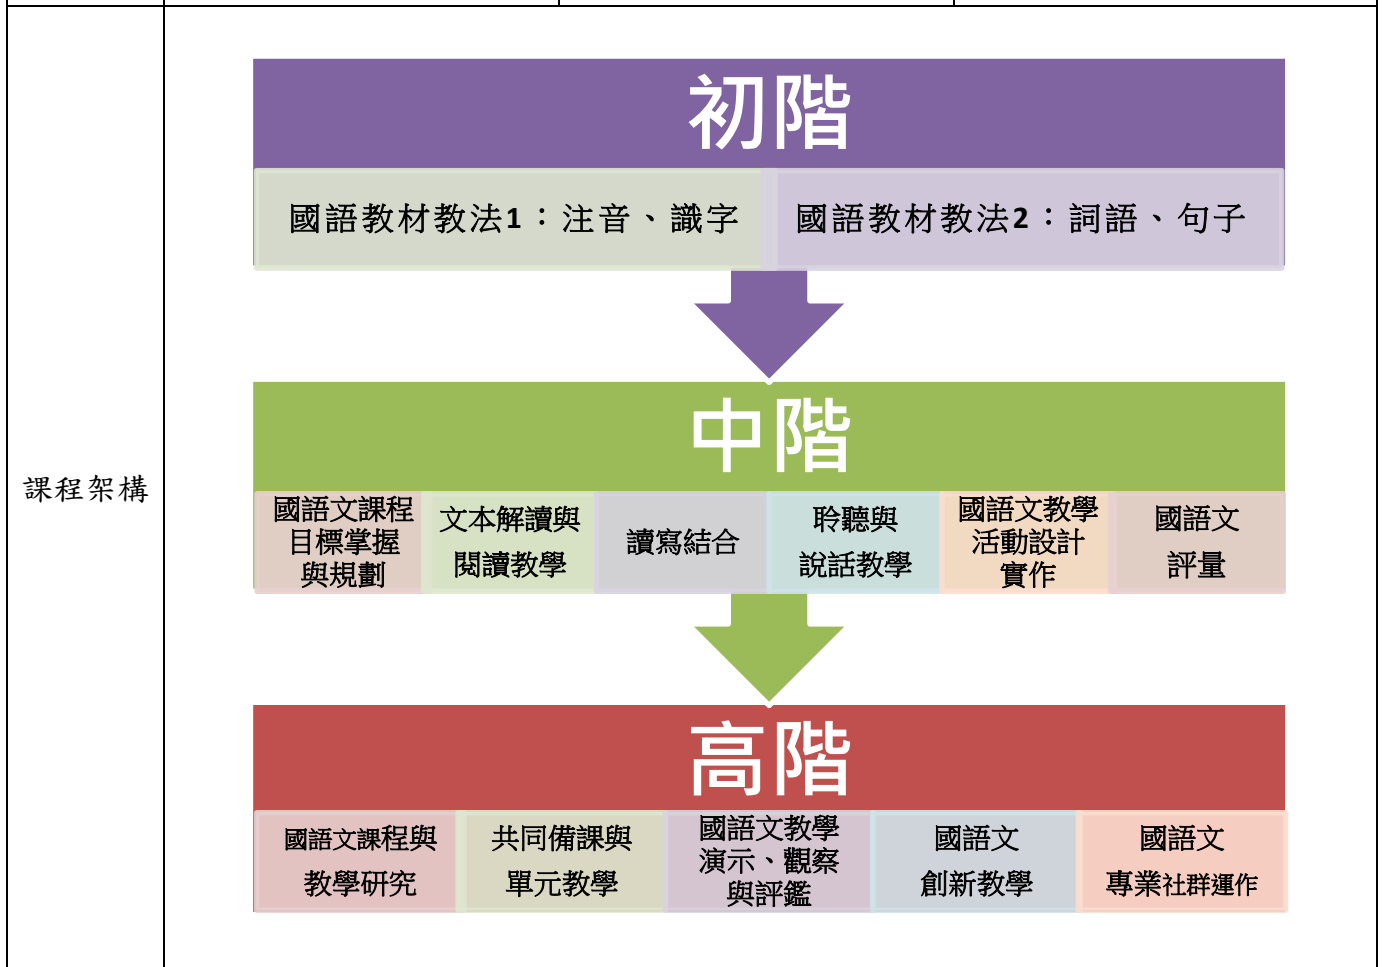 課程架構
初階
國語教材教法1：注音、識字
國語教材教法2：詞語、句子
中階
國語文課程
目標掌握
與規劃
文本解讀與
閱讀教學
讀寫結合
聆聽與
說話教學
國語文教學
活動設計
實作
國語文
評量
高階
國語文課程與
教學研究
共同備課與
單元教學
國語文教學
演示、觀察
與評鑑
國語文
創新教學
國語文
專業社群運作